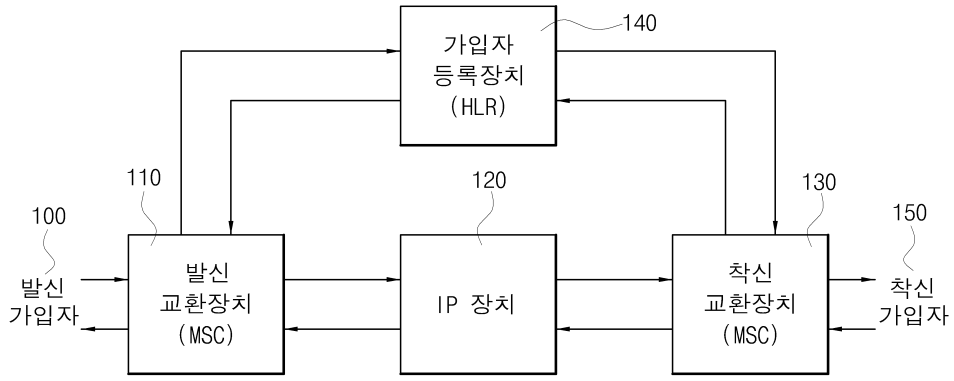 140
가입자
등록장치
(HLR)
110
120
130
100
150
발신
가입자
발신
교환장치
(MSC)
IP 장치
착신
교환장치
(MSC)
착신
가입자